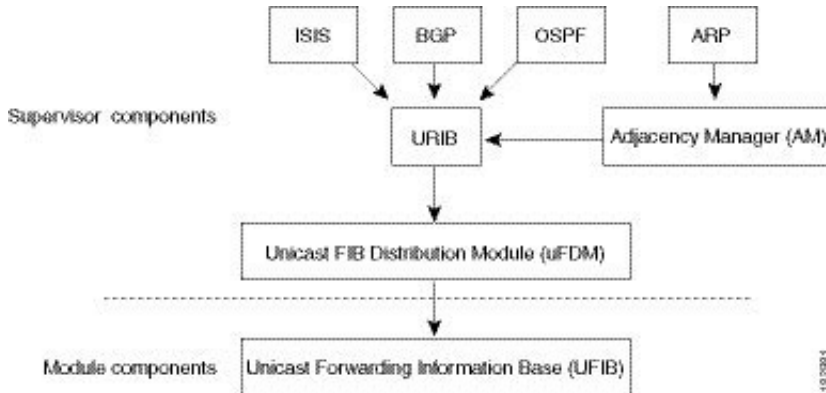 ISIS
BGP
OSPF
ARP
Supervisor components
URIB
Adjacency Manager (AM)
Unicast FIB Distribution Module (uFDM)
Module components
Unicast Forwarding Information Base (UFIB)